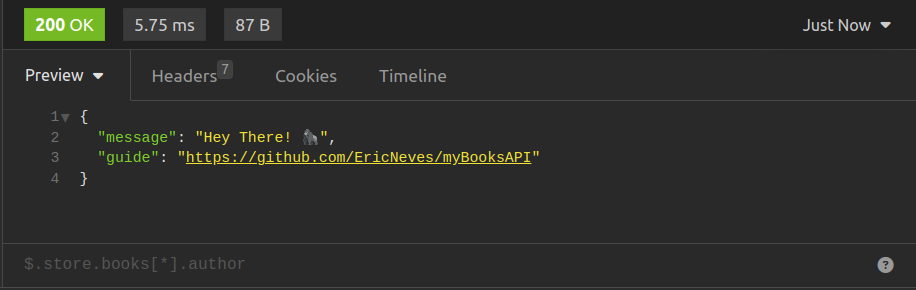 200 OK 5.75 ms 87 B Just Now
Preview Headers 7 Cookies Timeline
1 {
2 "message": "Hey There! 🦍",
3 "guide": "https://github.com/EricNeves/myBooksAPI"
4 }
$.store.books[*].author ?